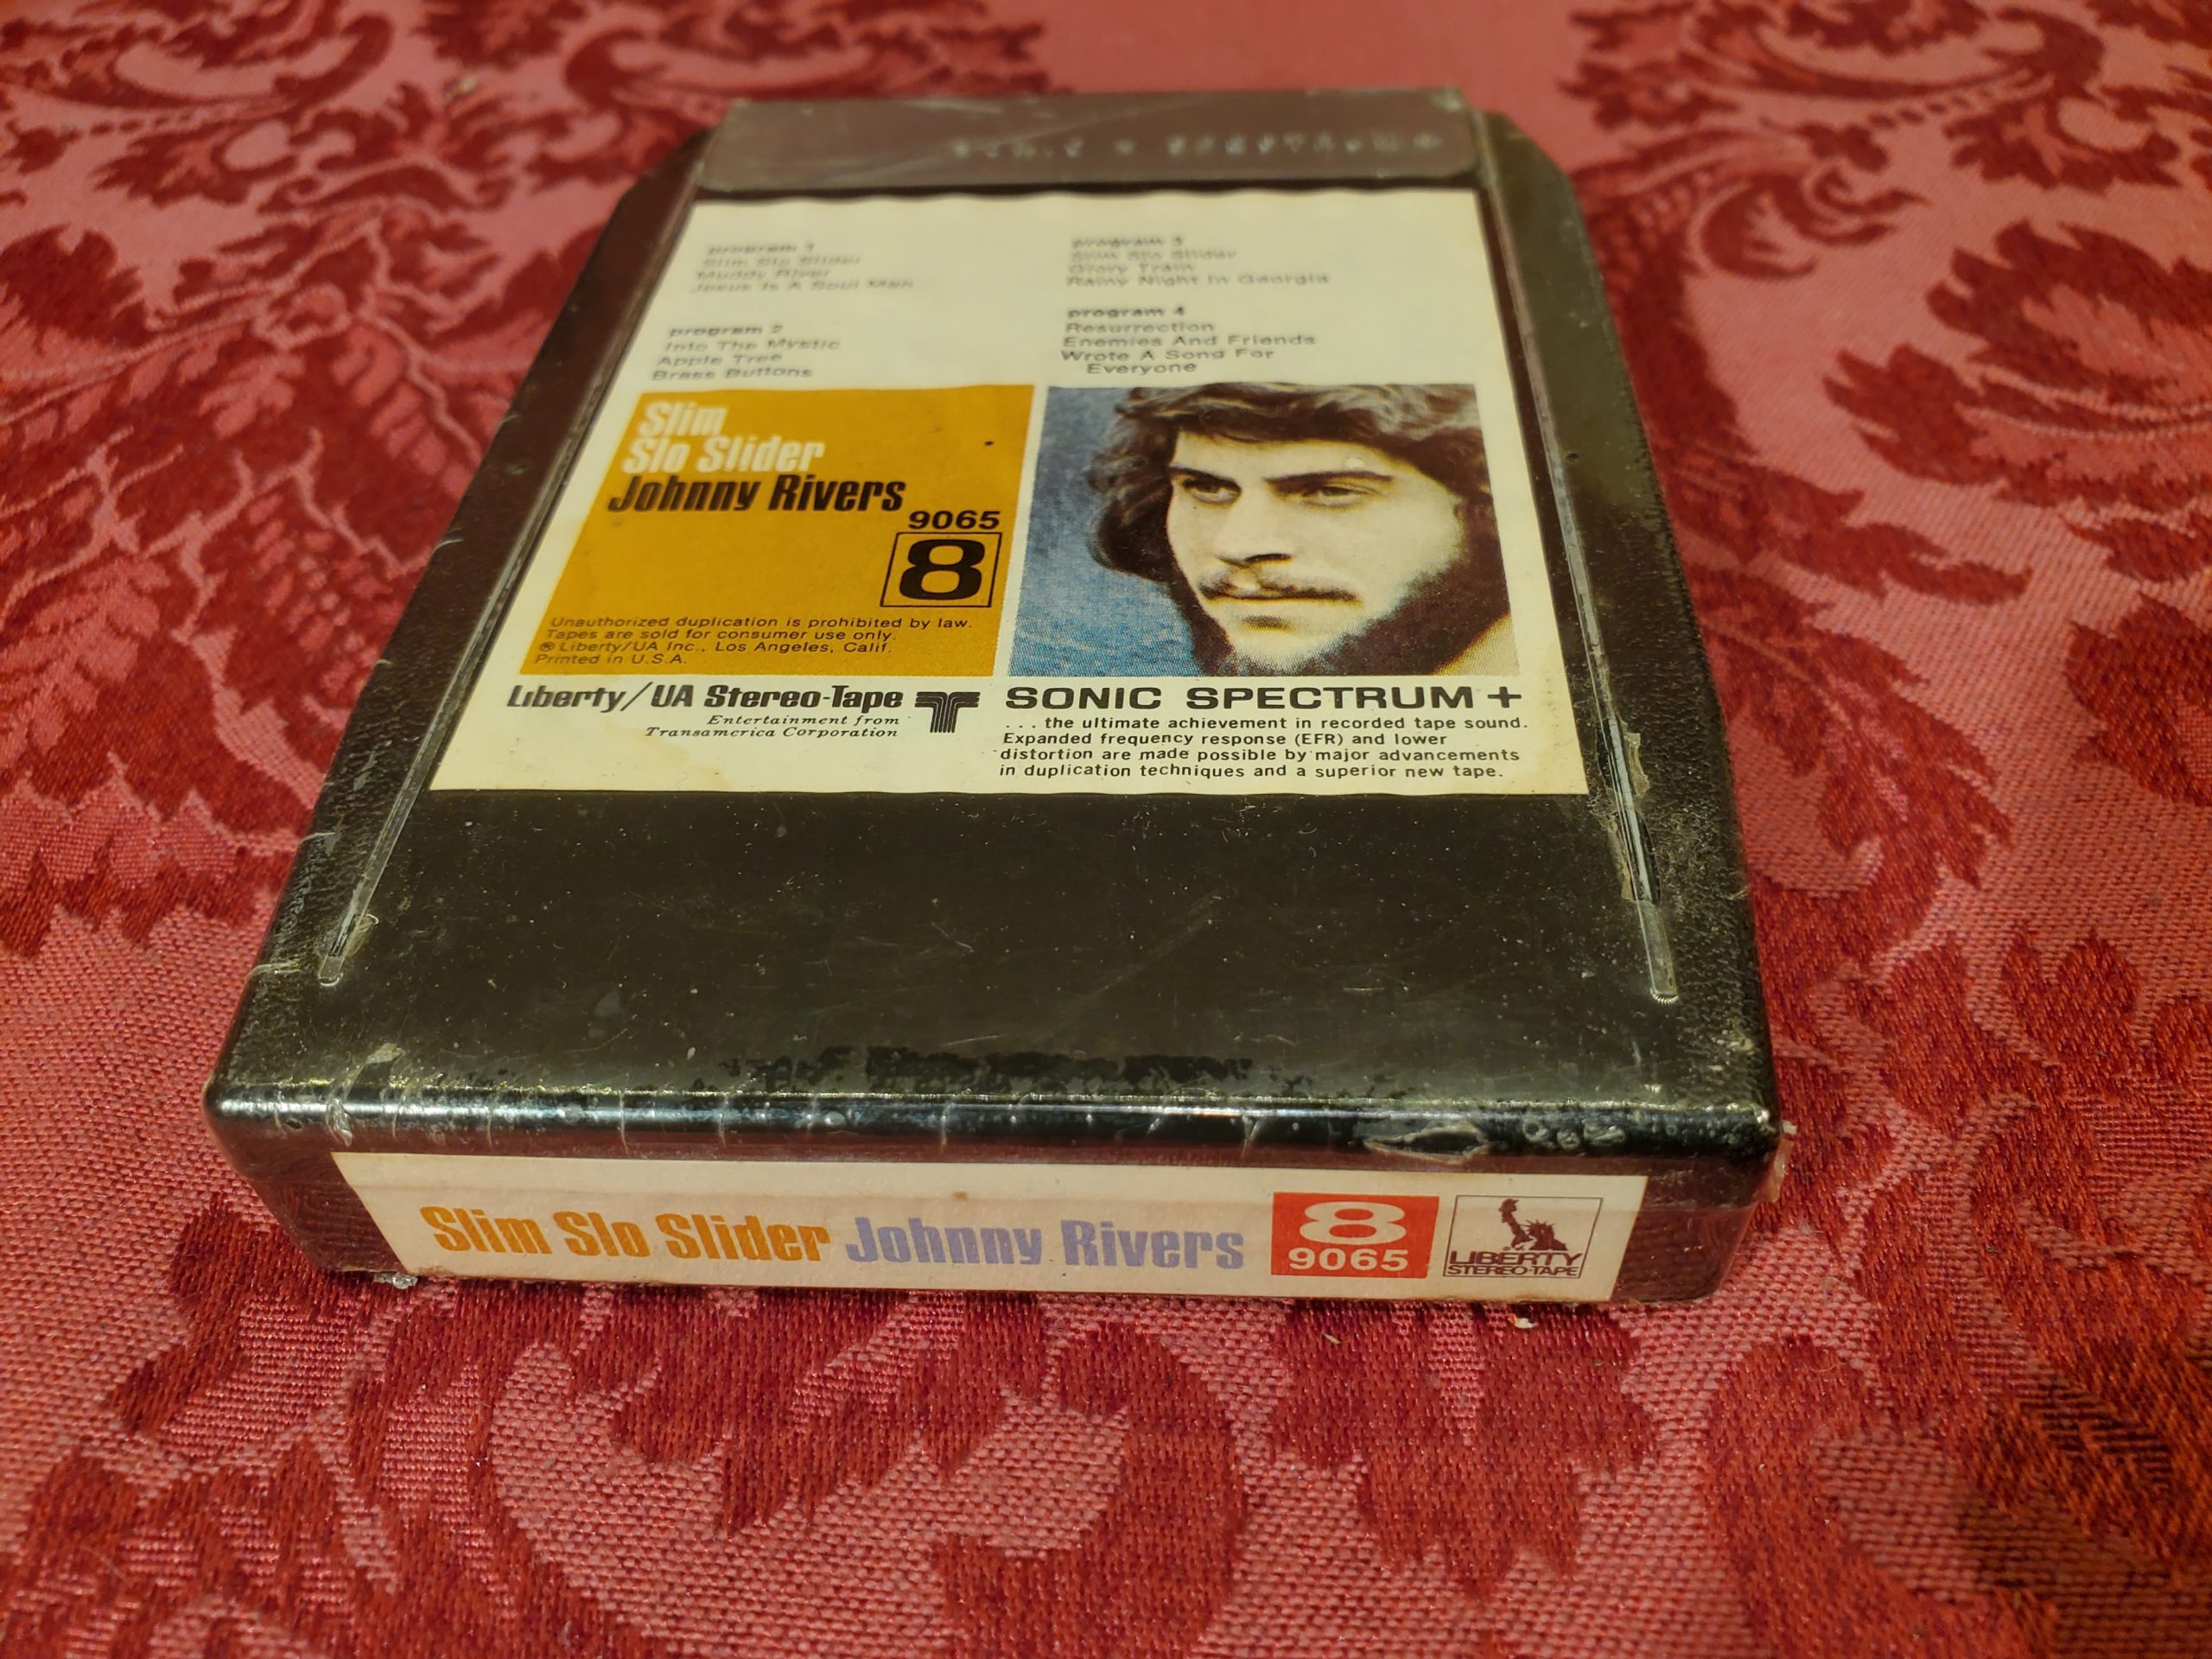 SONIC SPECTRUM
program 1
Slim Slo Slider
Muddy River
Jesus Is A Soul Man
program 2
Into The Mystic
Apple Tree
Brass Buttons
program 3
Slim Slo Slider
Glory Train
Rainy Night In Georgia
program 4
Resurrection
Enemies And Friends
Wrote A Song For
Everyone
Slim
Slo Slider
Johnny Rivers
9065
8
Unauthorized duplication is prohibited by law.
Tapes are sold for consumer use only.
℗ Liberty/UA Inc., Los Angeles, Calif.
Printed in U.S.A.
Liberty/UA Stereo-Tape
Entertainment from
Transamerica Corporation
SONIC SPECTRUM+
. . . the ultimate achievement in recorded tape sound.
Expanded frequency response (EFR) and lower
distortion are made possible by major advancements
in duplication techniques and a superior new tape.
Slim Slo Slider Johnny Rivers
8
9065
LIBERTY
STEREO-TAPE